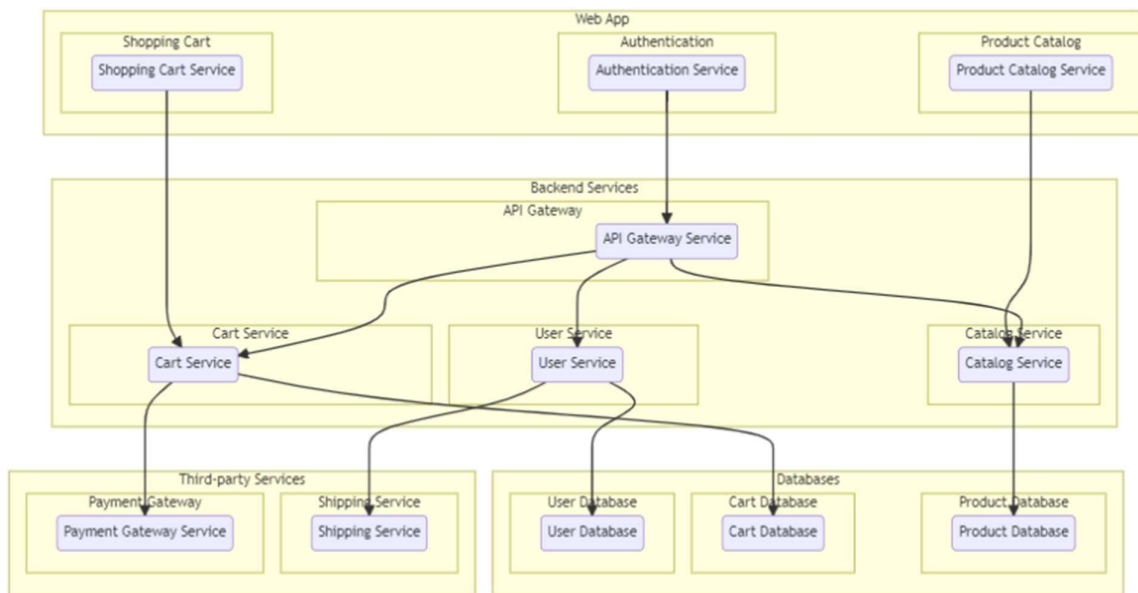 Web App
Shopping Cart
Authentication
Product Catalog
Shopping Cart Service
Authentication Service
Product Catalog Service
Backend Services
API Gateway
API Gateway Service
Cart Service
User Service
Catalog Service
Cart Service
User Service
Catalog Service
Third-party Services
Databases
Payment Gateway
Shipping Service
User Database
Cart Database
Product Database
Payment Gateway Service
Shipping Service
User Database
Cart Database
Product Database